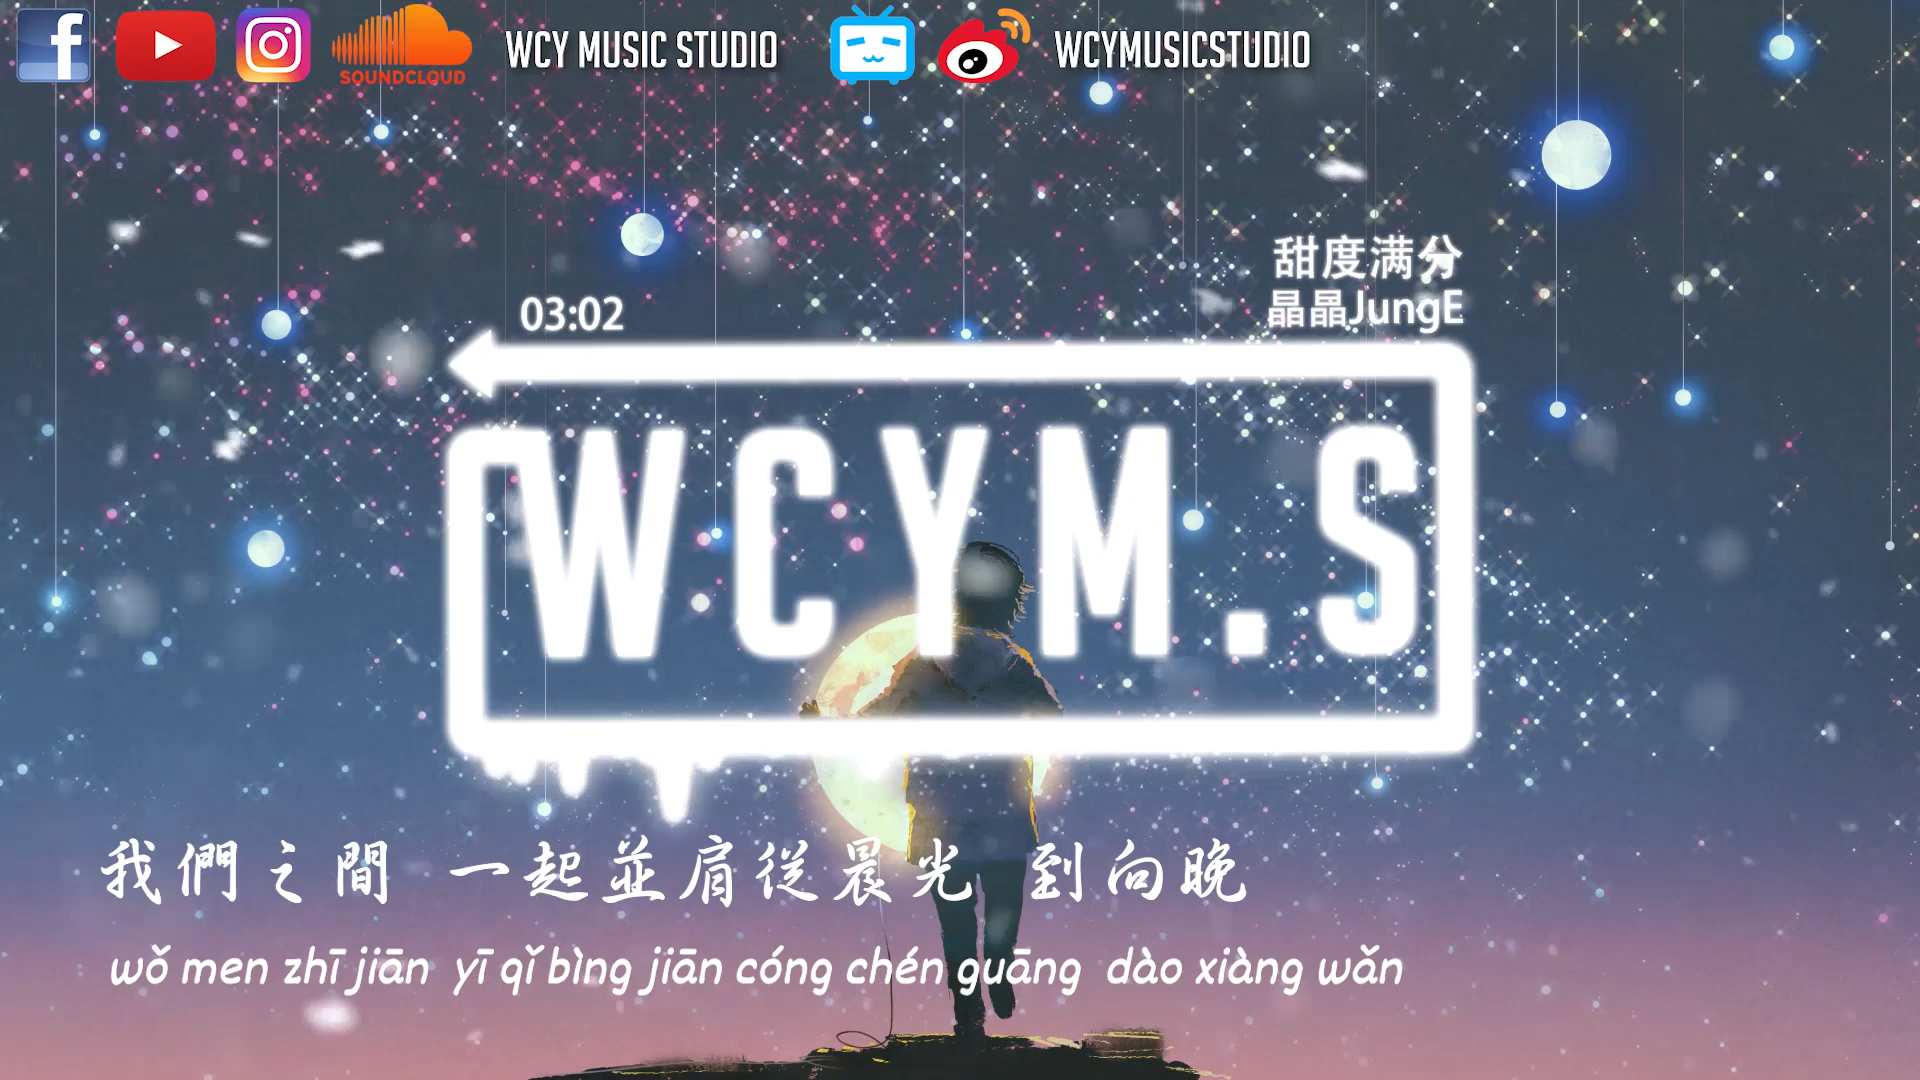 SOUNDCLOUD
WCY MUSIC STUDIO
WCYMUSICSTUDIO
甜度满分
03:02
晶晶JungE
WCYM.S
我們之間 一起並肩從晨光 到向晚
wǒ men zhī jiān yī qǐ bìng jiān cóng chén guāng dào xiàng wǎn